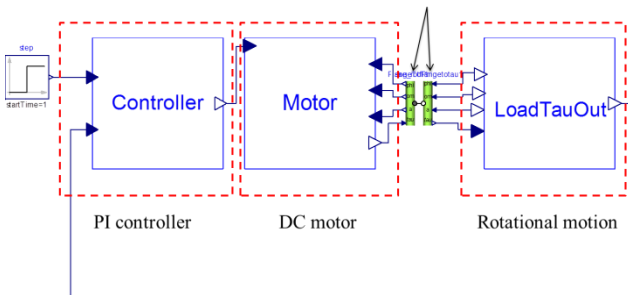 step
startTime=1
Controller
Motor
LoadTauOut
PI controller
DC motor
Rotational motion